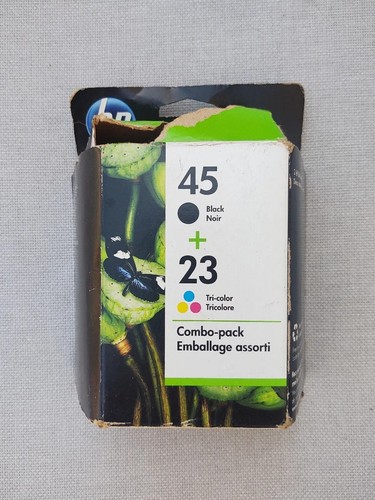 hp
45
Black
Noir
+
23
Tri-color
Tricolore
Combo-pack
Emballage assorti